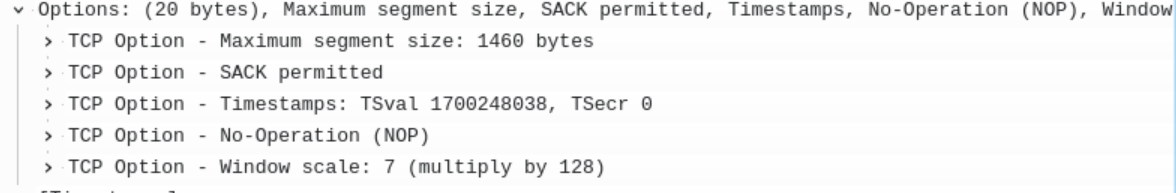 Options: (20 bytes), Maximum segment size, SACK permitted, Timestamps, No-Operation (NOP), Window
TCP Option - Maximum segment size: 1460 bytes
TCP Option - SACK permitted
TCP Option - Timestamps: TSval 1700248038, TSecr 0
TCP Option - No-Operation (NOP)
TCP Option - Window scale: 7 (multiply by 128)